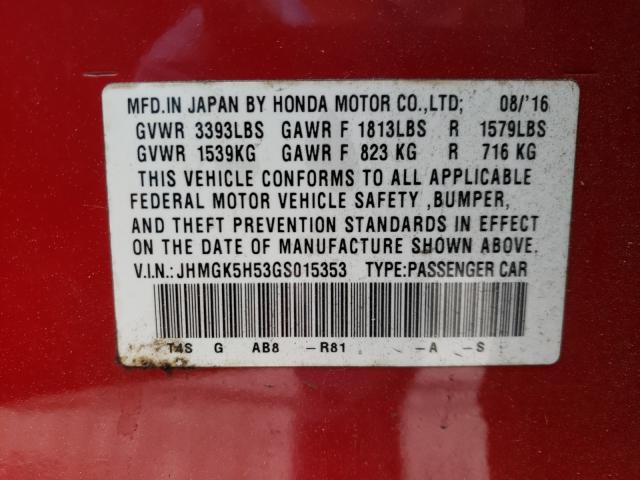 MFD.IN JAPAN BY HONDA MOTOR CO.,LTD; 08/'16
GVWR 3393LBS GAWR F 1813LBS R 1579LBS
GVWR 1539KG GAWR F 823 KG R 716 KG
THIS VEHICLE CONFORMS TO ALL APPLICABLE
FEDERAL MOTOR VEHICLE SAFETY ,BUMPER,
AND THEFT PREVENTION STANDARDS IN EFFECT
ON THE DATE OF MANUFACTURE SHOWN ABOVE.
V.I.N.:JHMGK5H53GS015353 TYPE:PASSENGER CAR
T4S G AB8 -R81 -A -S